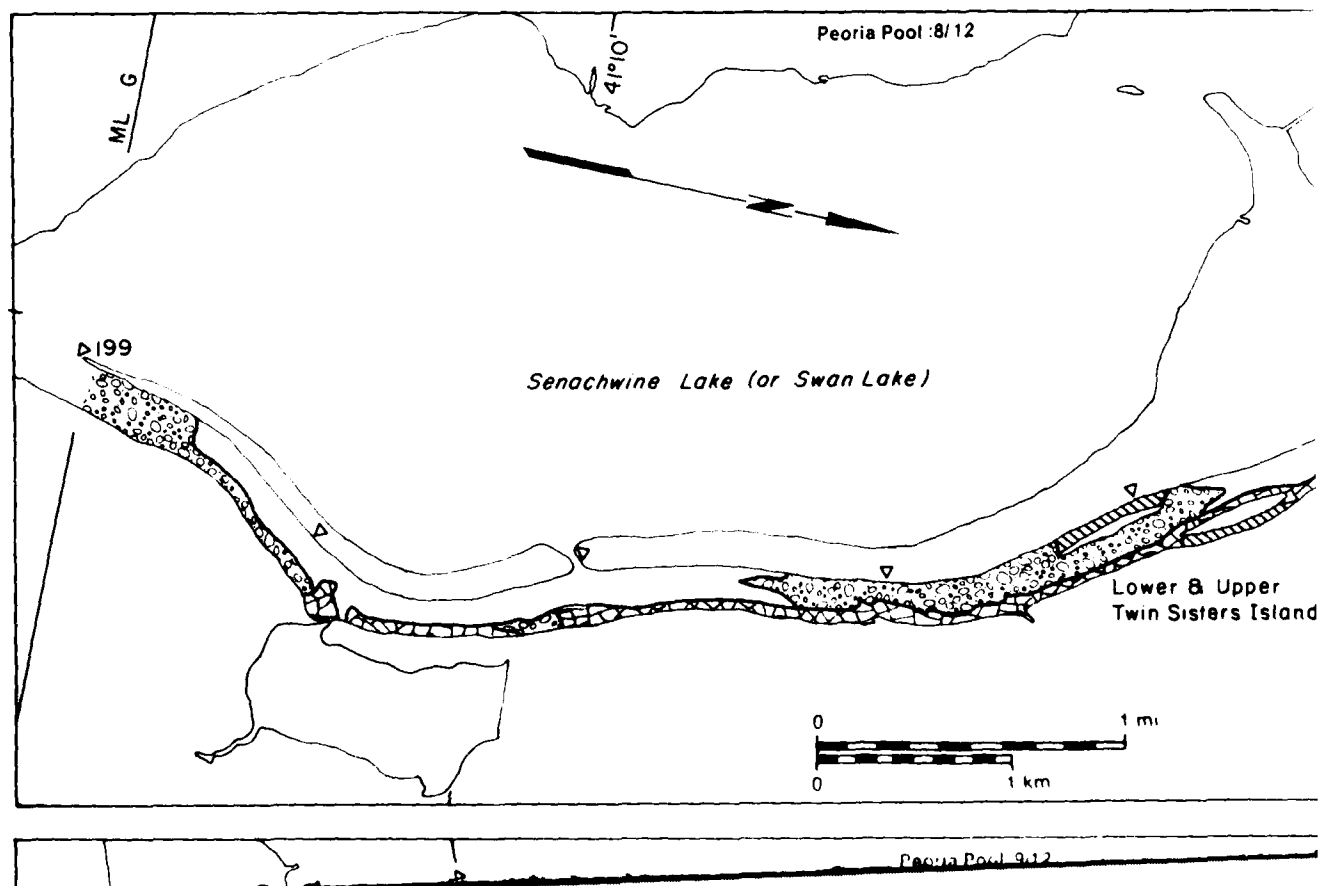 Peoria Pool :8/12
41°10'
ML G
N
199
Senachwine Lake (or Swan Lake)
Lower & Upper
Twin Sisters Island
0 1 mi
0 1 km
Peoria Pool 9/12